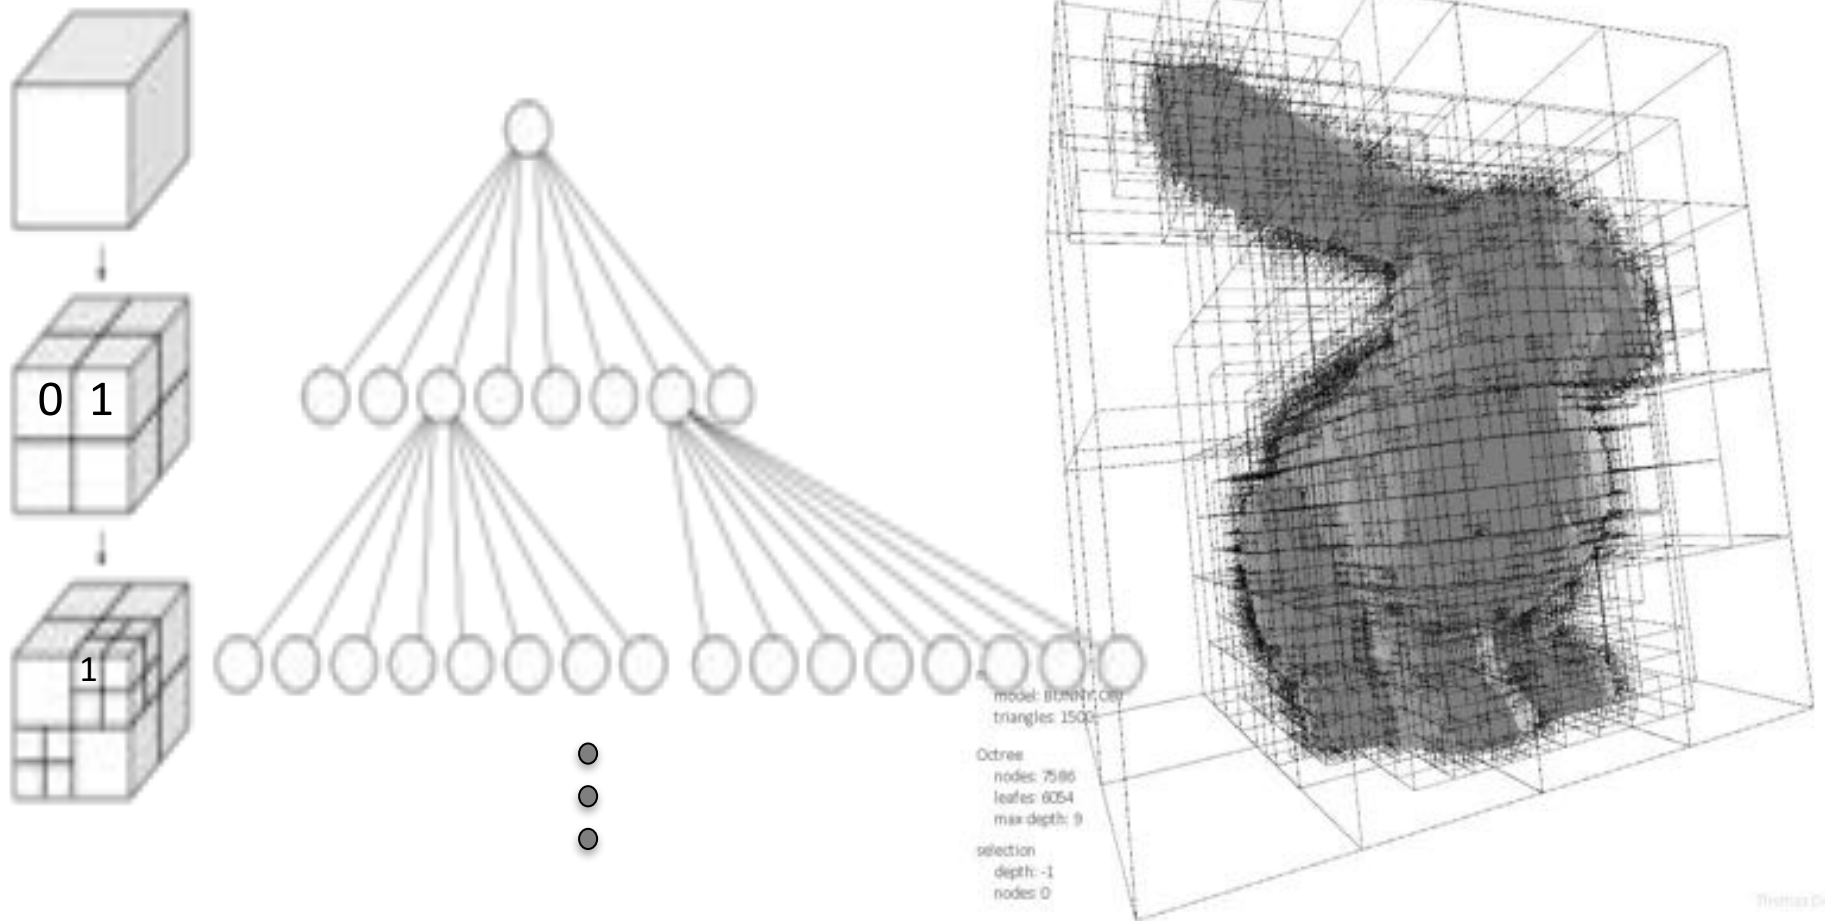 0 1
1
model: BUNNY.OBJ
triangles: 1500
Octree
nodes: 7586
leafes: 6054
max depth: 9
selection
depth: -1
nodes: 0